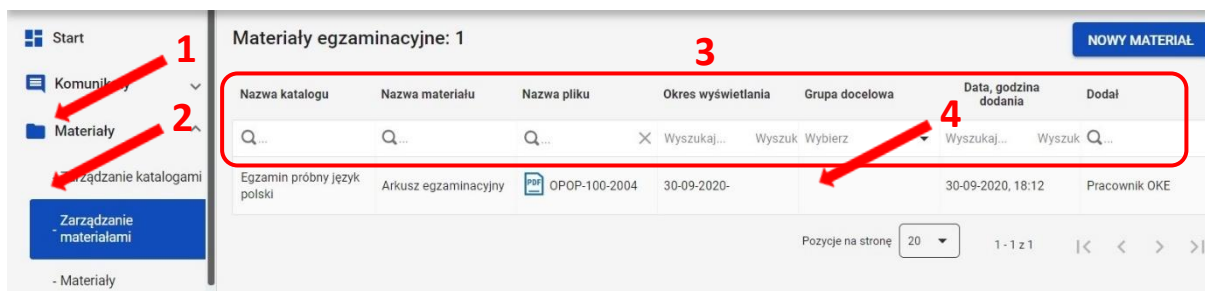 Start
Materiały egzaminacyjne: 1
NOWY MATERIAŁ
1
3
Komunikaty
Nazwa katalogu Nazwa materiału Nazwa pliku Okres wyświetlania Grupa docelowa Data, godzina dodania Dodał
2
4
Materiały
... ... ... Wyszukaj... Wyszuk Wybierz Wyszukaj... Wyszuk ...
- Zarządzanie katalogami
Egzamin próbny język polski Arkusz egzaminacyjny PDF OPOP-100-2004 30-09-2020- 30-09-2020, 18:12 Pracownik OKE
- Zarządzanie
materiałami
Pozycje na stronę 20 1 - 1 z 1
- Materiały